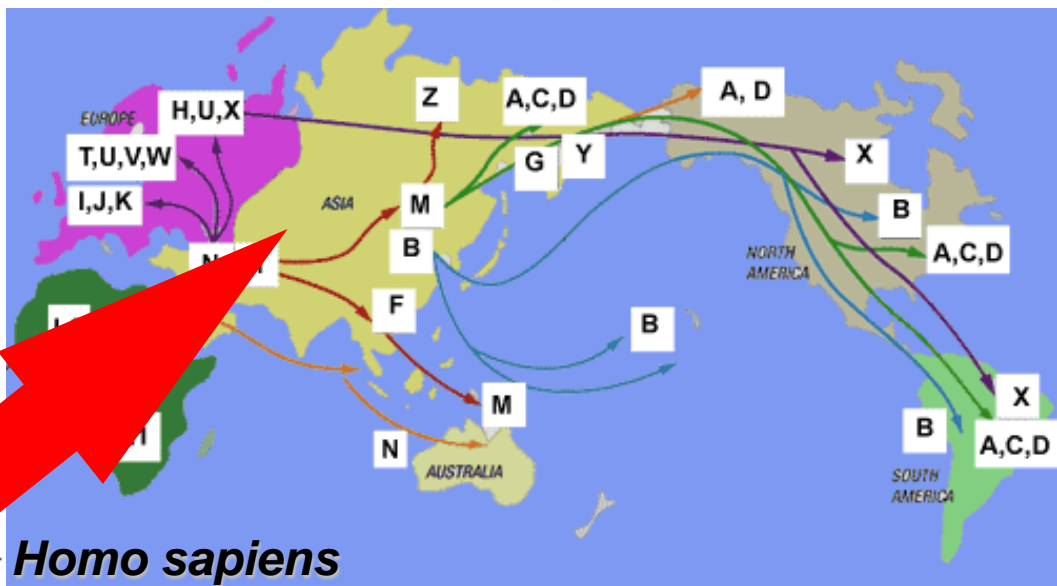 Z
A,C,D
A, D
EUROPE
H,U,X
T,U,V,W
G
Y
X
I,J,K
ASIA
M
B
B
NORTH
AMERICA
A,C,D
F
B
M
X
N
AUSTRALIA
B
A,C,D
SOUTH
AMERICA
Homo sapiens